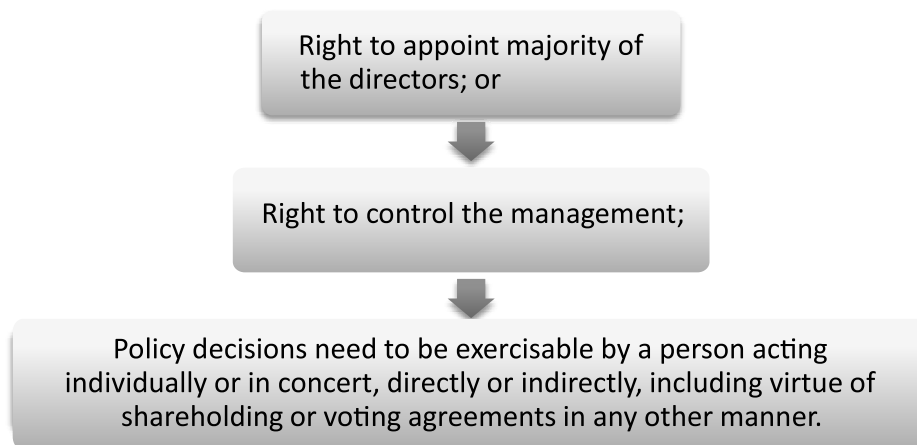 Right to appoint majority of
the directors; or
Right to control the management;
Policy decisions need to be exercisable by a person acting
individually or in concert, directly or indirectly, including virtue of
shareholding or voting agreements in any other manner.